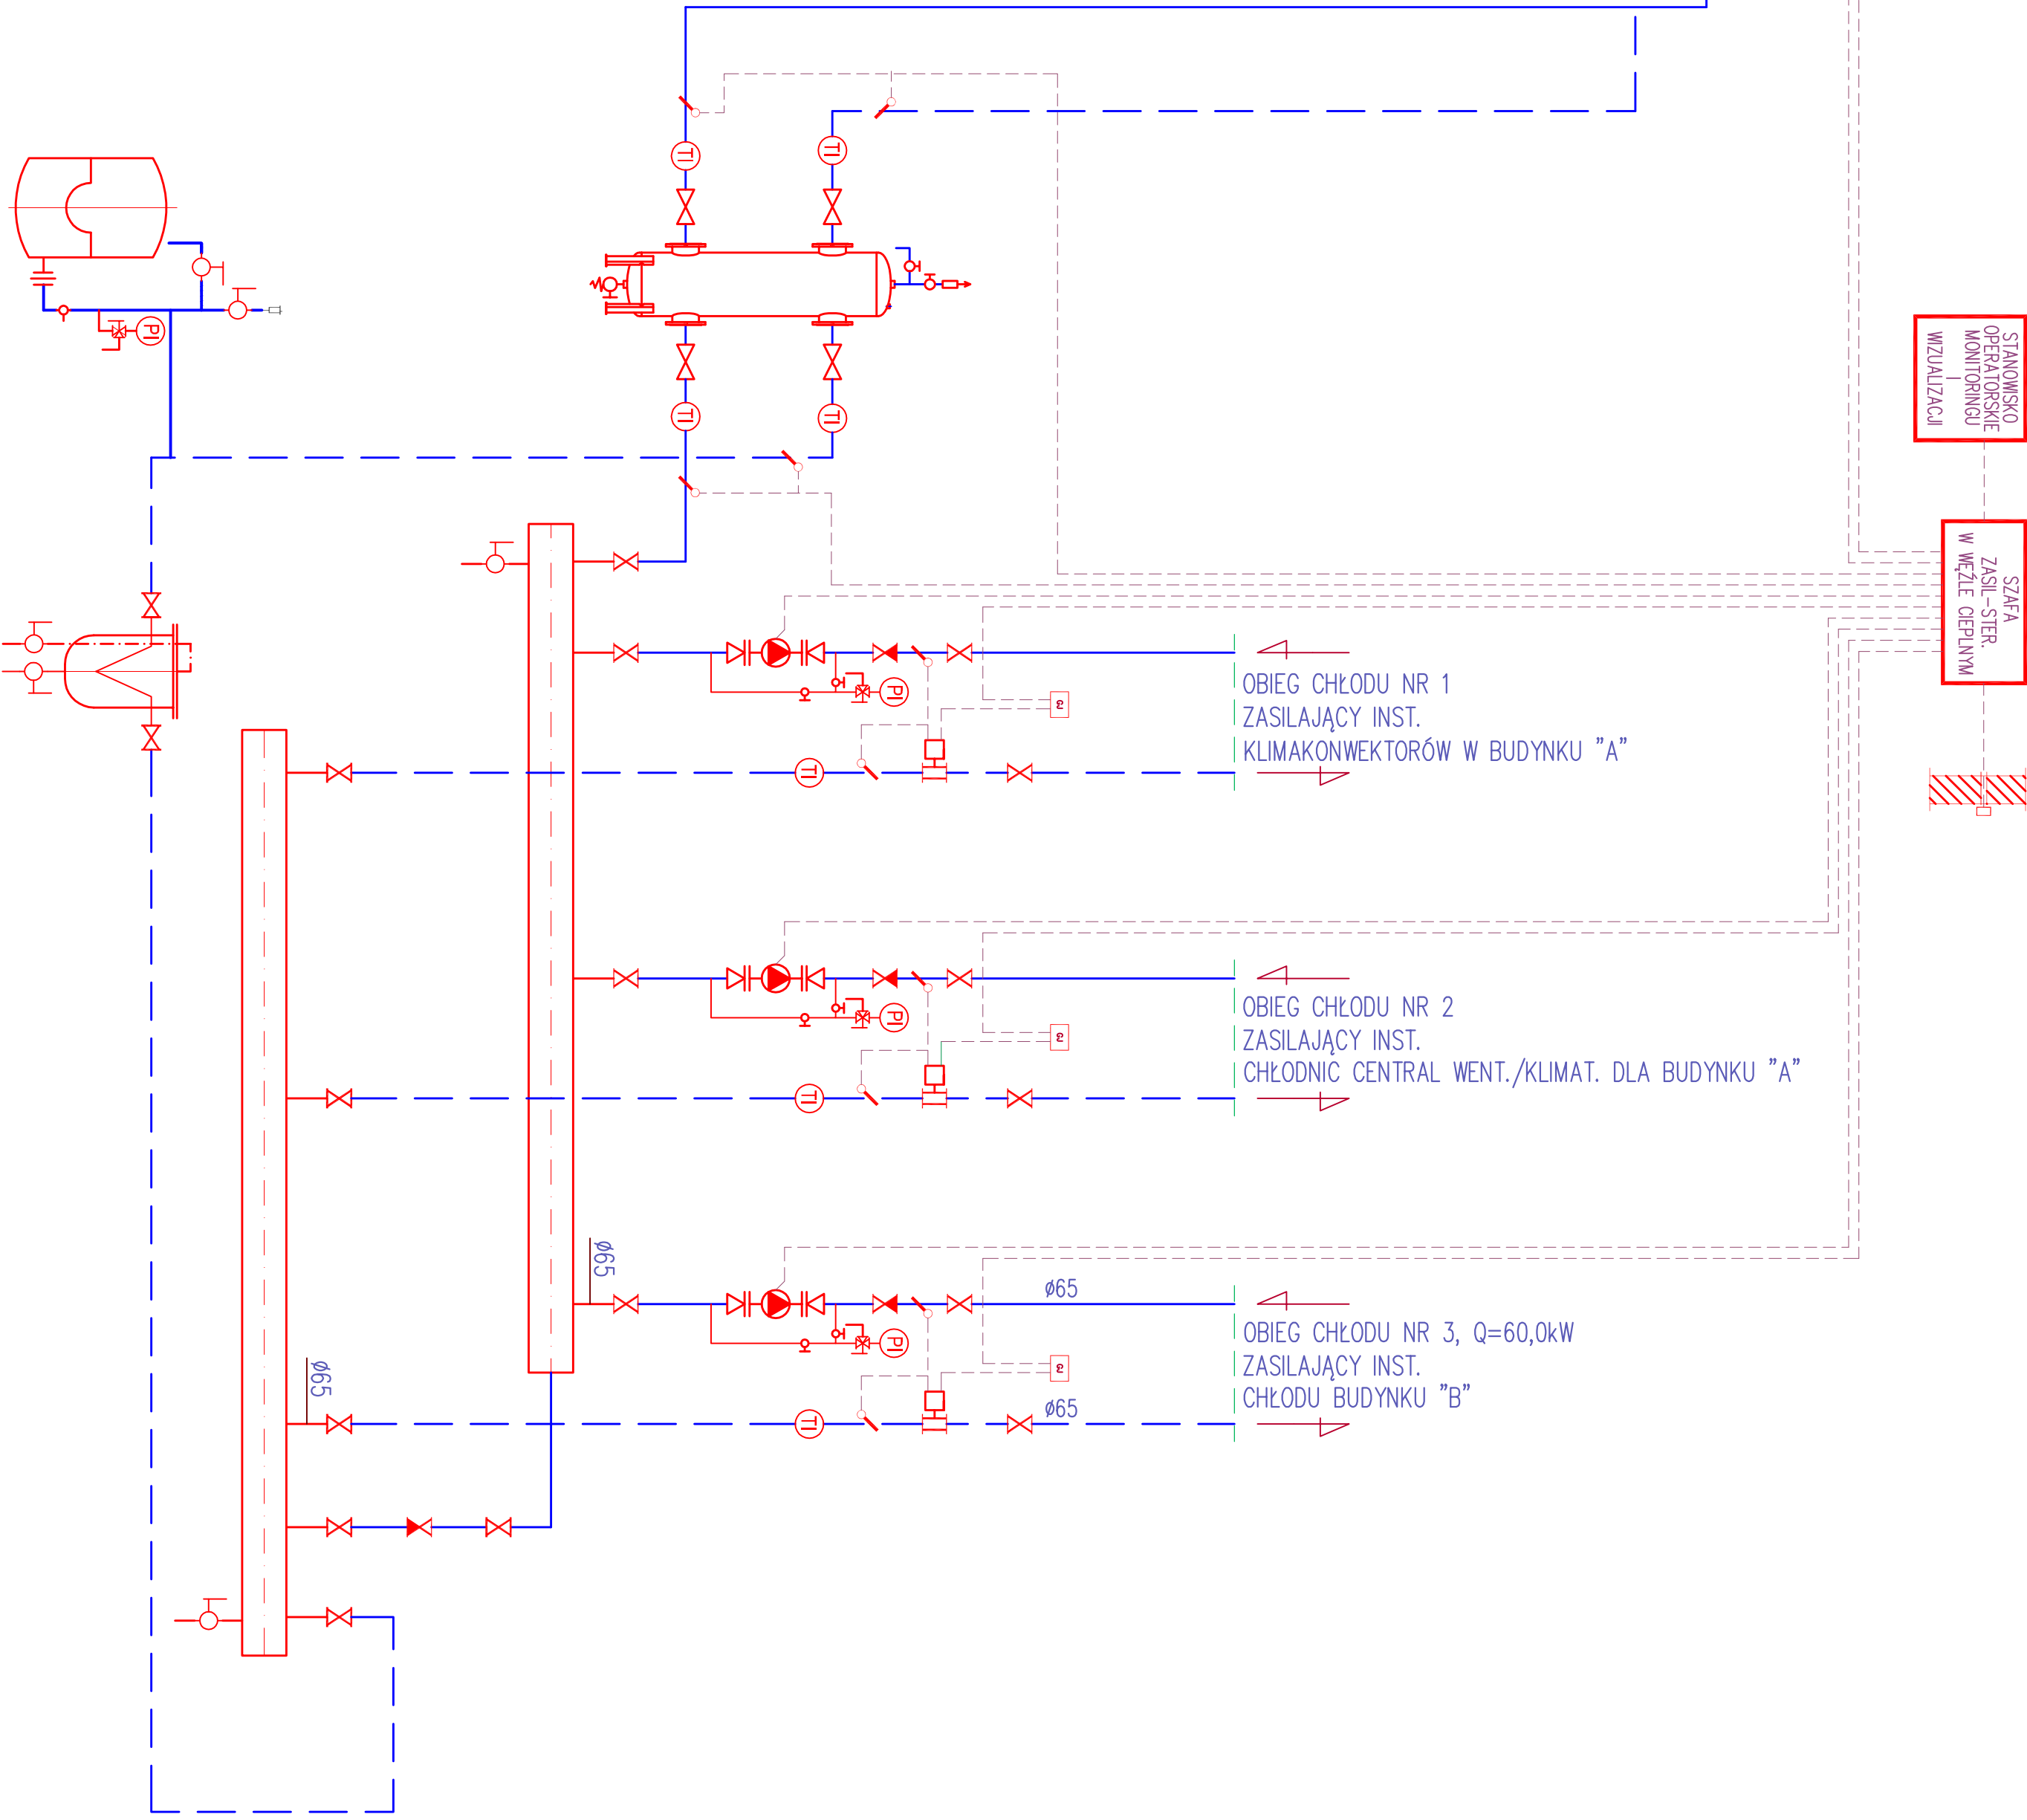 TI
TI
PI
TI
TI
STANOWISKO
OPERATORSKIE
MONITORINGU
I
WIZUALIZACJI
SZAFA
ZASIL-STER.
W WĘŹLE CIEPLNYM
PI
OBIEG CHŁODU NR 1
ZASILAJĄCY INST.
KLIMAKONWEKTORÓW W BUDYNKU "A"
TI
PI
OBIEG CHŁODU NR 2
ZASILAJĄCY INST.
CHŁODNIC CENTRAL WENT./KLIMAT. DLA BUDYNKU "A"
TI
ø65
ø65
PI
OBIEG CHŁODU NR 3, Q=60,0kW
ZASILAJĄCY INST.
CHŁODU BUDYNKU "B"
ø65
ø65
TI